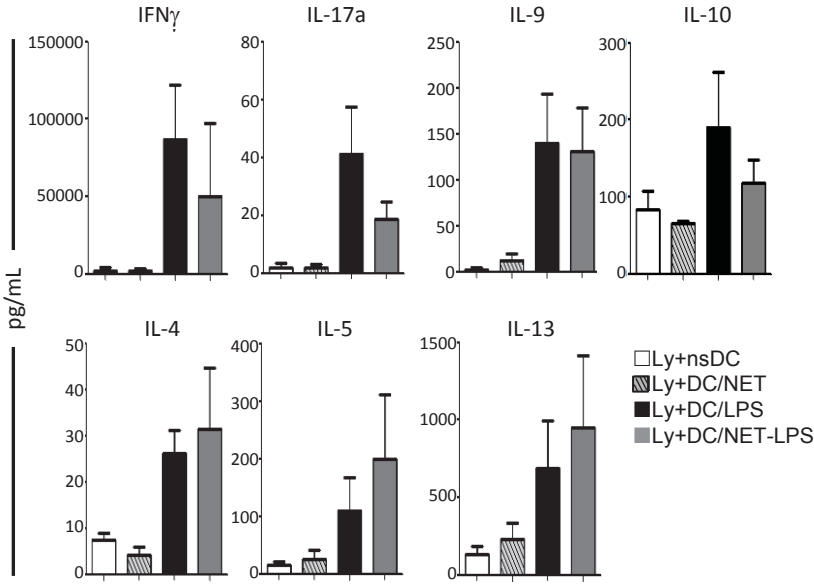 IFNγ
IL-17a
IL-9
IL-10
150000
100000
50000
0
80
60
40
20
0
250
200
150
100
50
0
300
200
100
0
pg/mL
IL-4
IL-5
IL-13
50
40
30
20
10
0
400
300
200
100
0
1500
1000
500
0
Ly+nsDC
Ly+DC/NET
Ly+DC/LPS
Ly+DC/NET-LPS